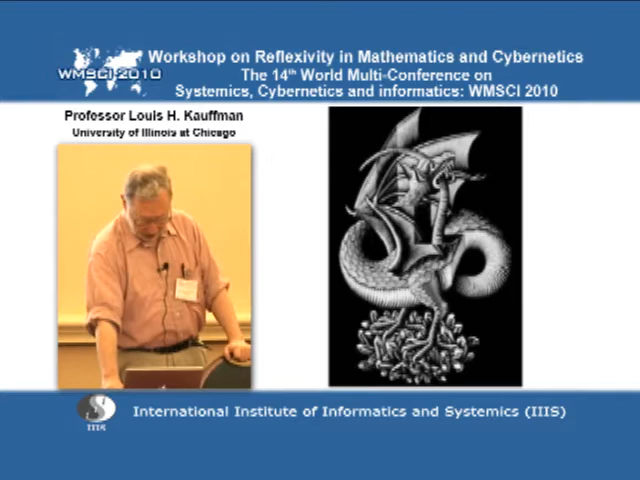 Workshop on Reflexivity in Mathematics and Cybernetics
WMSCI 2010
The 14th World Multi-Conference on
Systemics, Cybernetics and informatics: WMSCI 2010
Professor Louis H. Kauffman
University of Illinois at Chicago
International Institute of Informatics and Systemics (IIIS)
IIIS